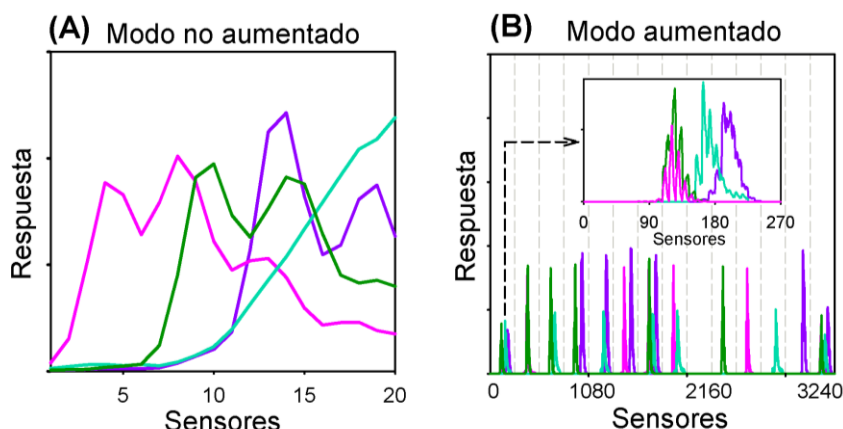 (A) Modo no aumentado
Respuesta
5 10 15 20
Sensores
(B) Modo aumentado
Respuesta
0 90 180 270
Sensores
0 1080 2160 3240
Sensores